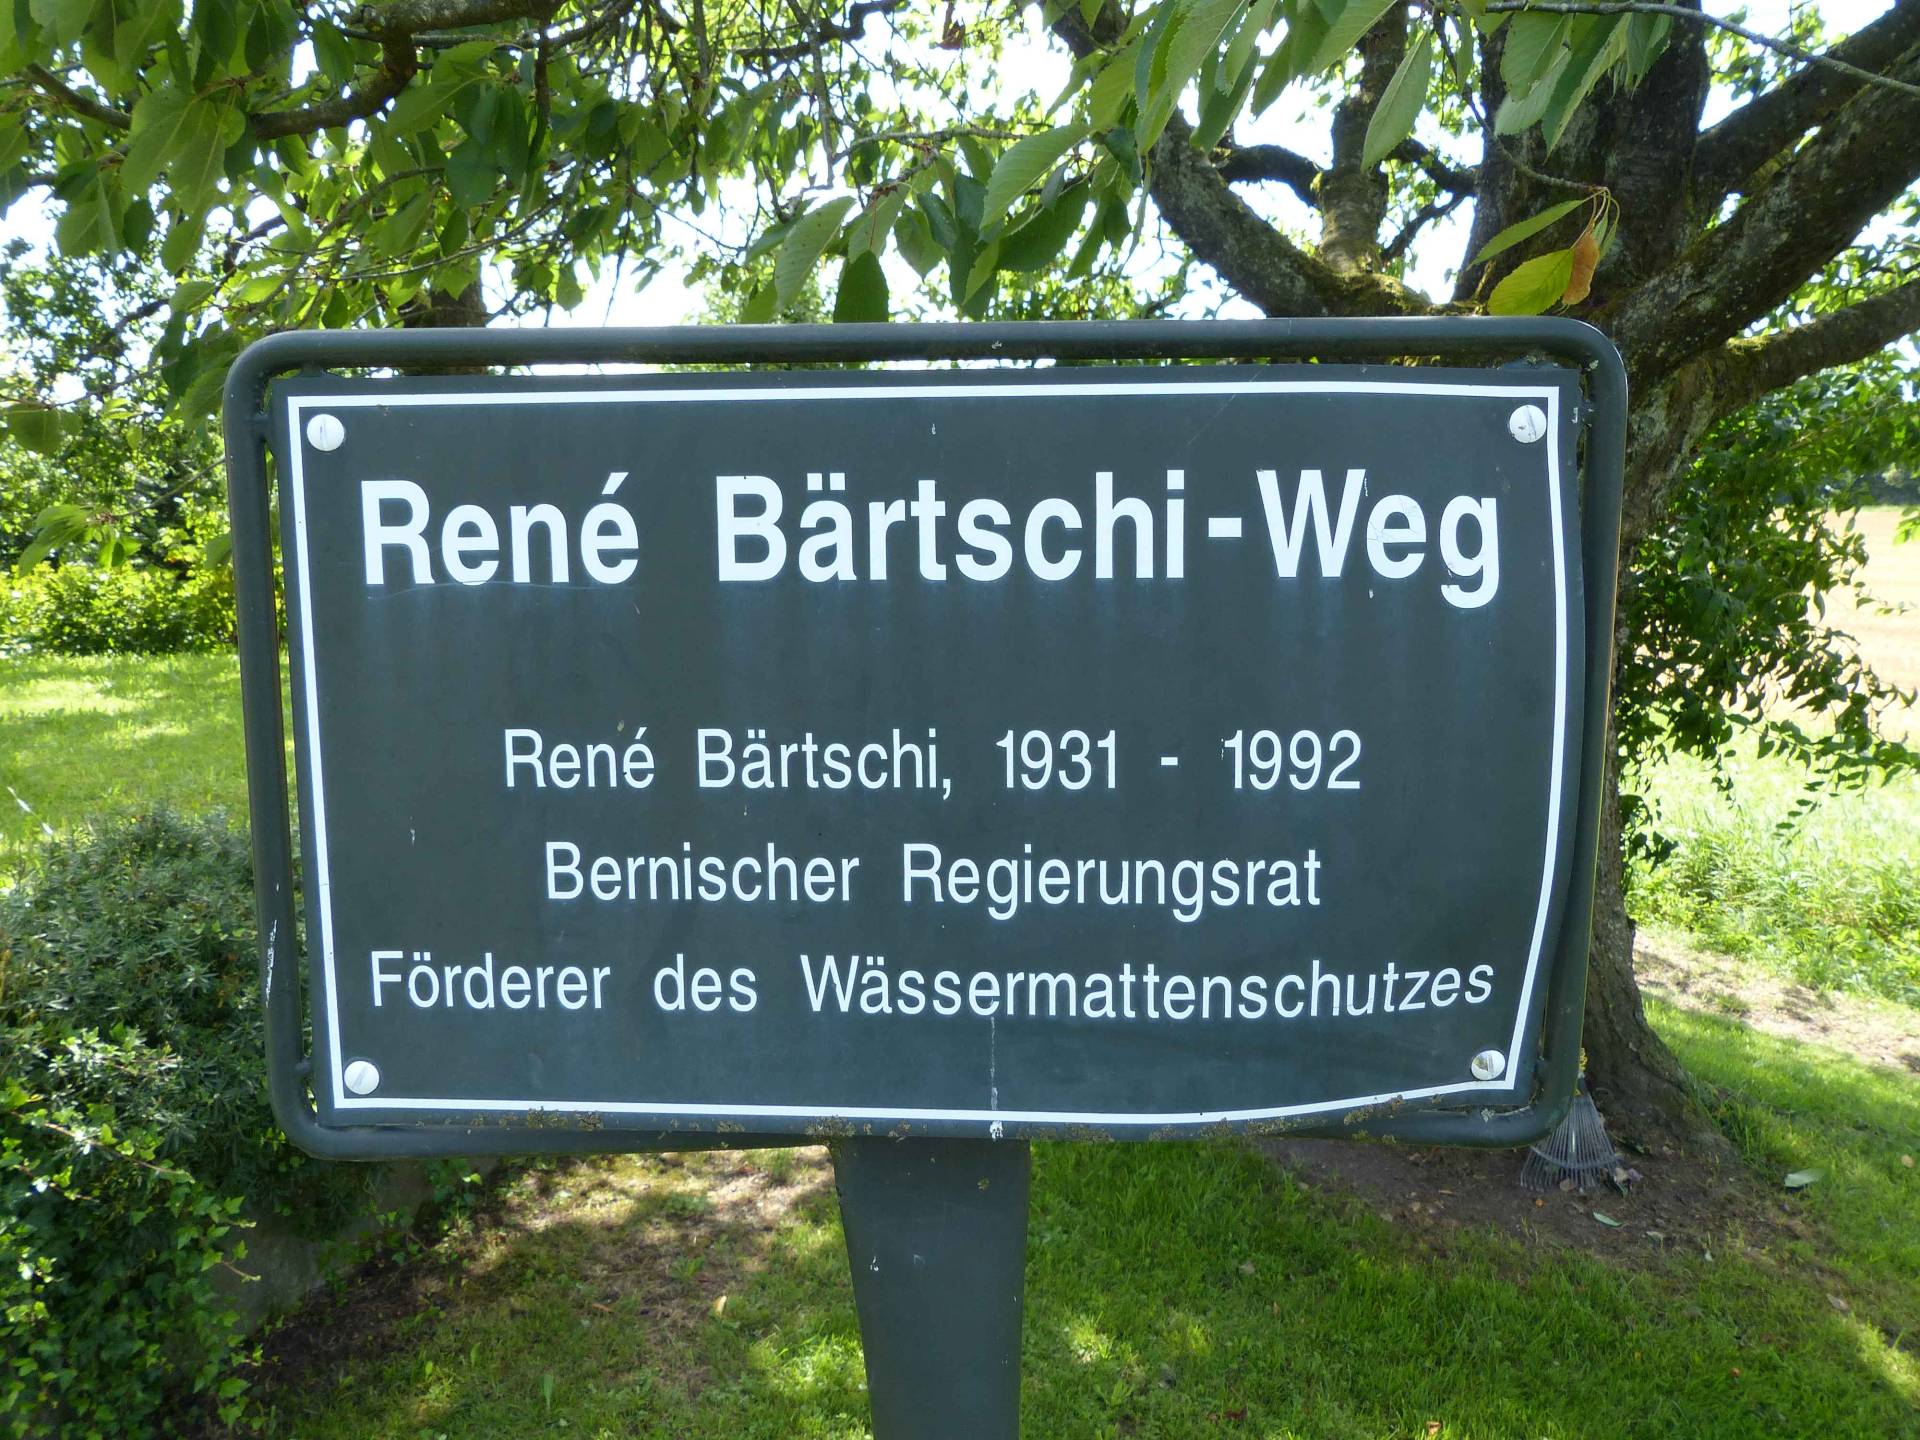 René Bärtschi-Weg
René Bärtschi, 1931 - 1992
Bernischer Regierungsrat
Förderer des Wässermattenschutzes